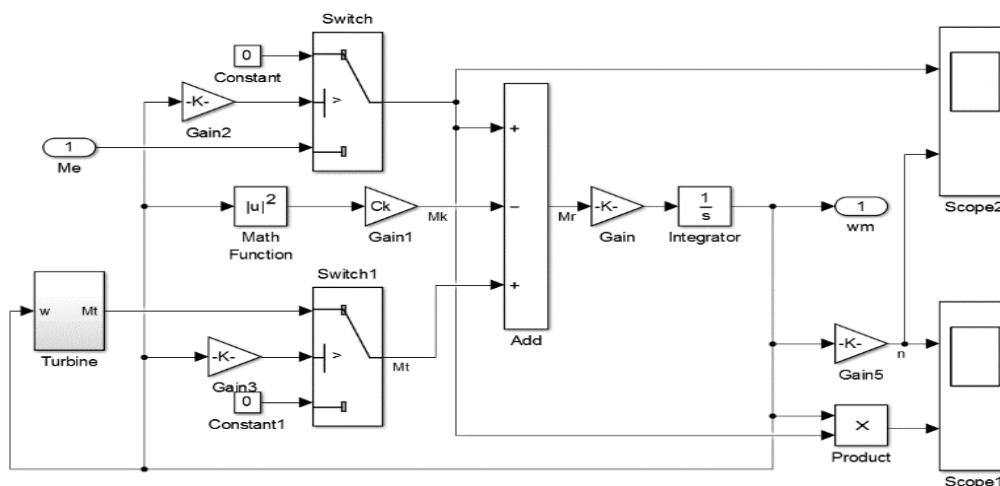 Switch
0
Constant
>
-K-
Gain2
1
Me
|u|²
Math
Function
Ck
Gain1
Mk
Switch1
w
Mt
Turbine
>
-K-
Gain3
0
Constant1
Mt
+
−
+
Add
Mr
-K-
Gain
1
s
Integrator
1
wm
-K-
Gain5
n
×
Product
Scope2
Scope1